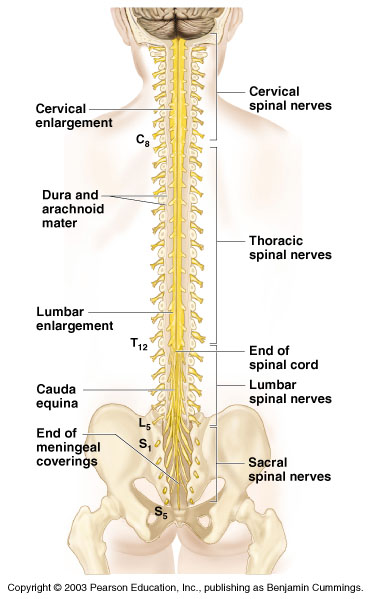 Cervical
enlargement
Cervical
spinal nerves
C8
Dura and
arachnoid
mater
Thoracic
spinal nerves
Lumbar
enlargement
T12
End of
spinal cord
Cauda
equina
Lumbar
spinal nerves
L5
End of
meningeal
coverings
S1
Sacral
spinal nerves
S5
Copyright © 2003 Pearson Education, Inc., publishing as Benjamin Cummings.